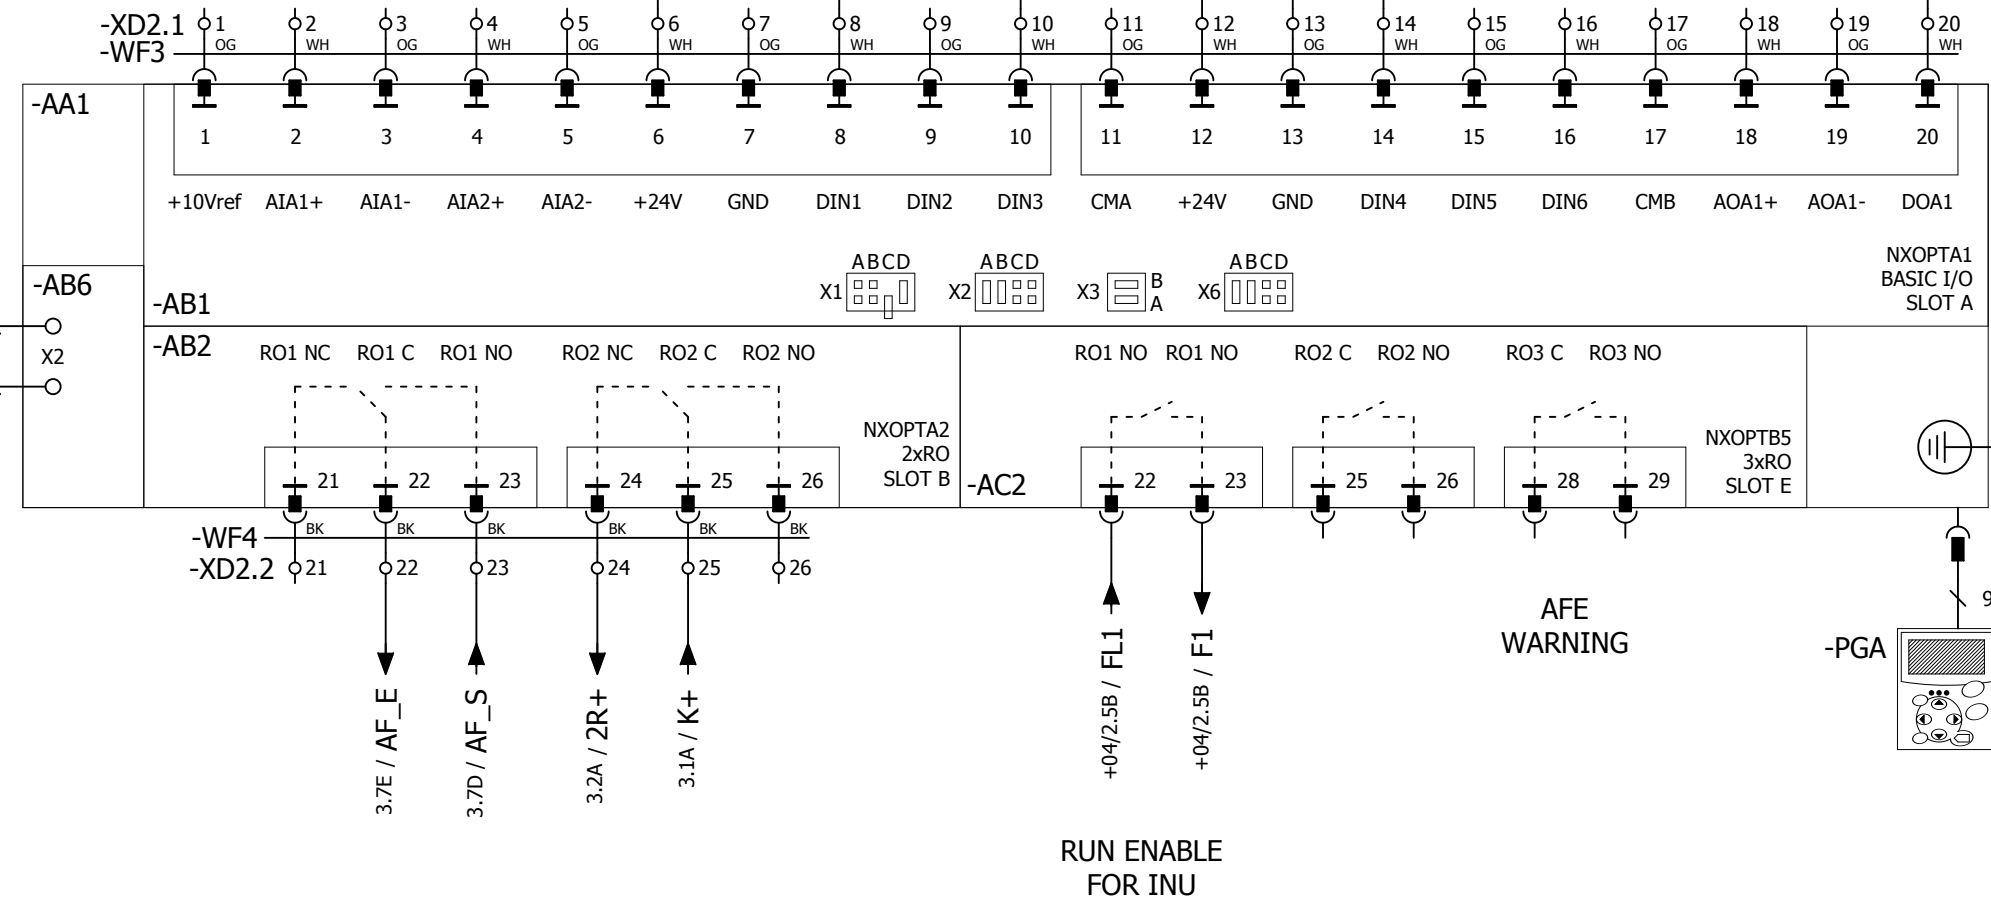 -XD2.1 1 2 3 4 5 6 7 8 9 10 11 12 13 14 15 16 17 18 19 20
OG WH OG WH OG WH OG WH OG WH OG WH OG WH OG WH OG WH OG WH
-WF3
-AA1
1 2 3 4 5 6 7 8 9 10 11 12 13 14 15 16 17 18 19 20
+10Vref AIA1+ AIA1- AIA2+ AIA2- +24V GND DIN1 DIN2 DIN3 CMA +24V GND DIN4 DIN5 DIN6 CMB AOA1+ AOA1- DOA1
NXOPTA1
BASIC I/O
SLOT A
ABCD ABCD ABCD
X1 X2 X3 B X6
A
-AB6
-AB1
X2
-AB2
RO1 NC RO1 C RO1 NO RO2 NC RO2 C RO2 NO RO1 NO RO1 NO RO2 C RO2 NO RO3 C RO3 NO
NXOPTA2
2xRO
SLOT B
NXOPTB5
3xRO
SLOT E
21 22 23 24 25 26 -AC2 22 23 25 26 28 29
BK BK BK BK BK BK
-WF4
-XD2.2 21 22 23 24 25 26
3.7E / AF_E
3.7D / AF_S
3.2A / 2R+
3.1A / K+
+04/2.5B / FL1
+04/2.5B / F1
AFE
WARNING
9
-PGA
RUN ENABLE
FOR INU